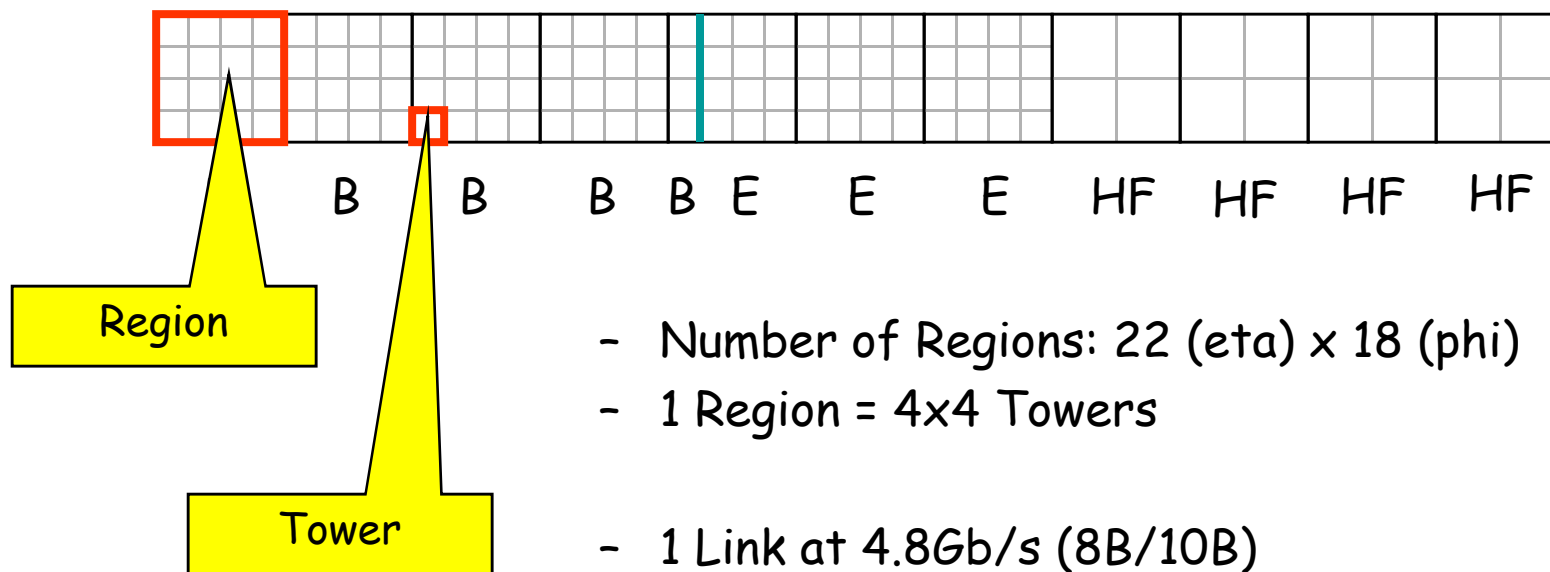 B B B B E E E HF HF HF HF
Region
- Number of Regions: 22 (eta) x 18 (phi)
- 1 Region = 4x4 Towers
Tower
- 1 Link at 4.8Gb/s (8B/10B)